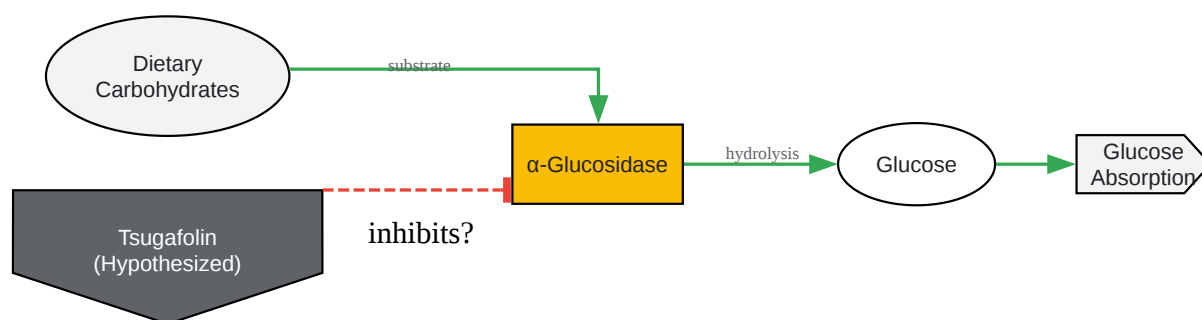 Dietary
Carbohydrates
substrate
α-Glucosidase
hydrolysis
Glucose
Glucose
Absorption
Tsugafolin
(Hypothesized)
inhibits?